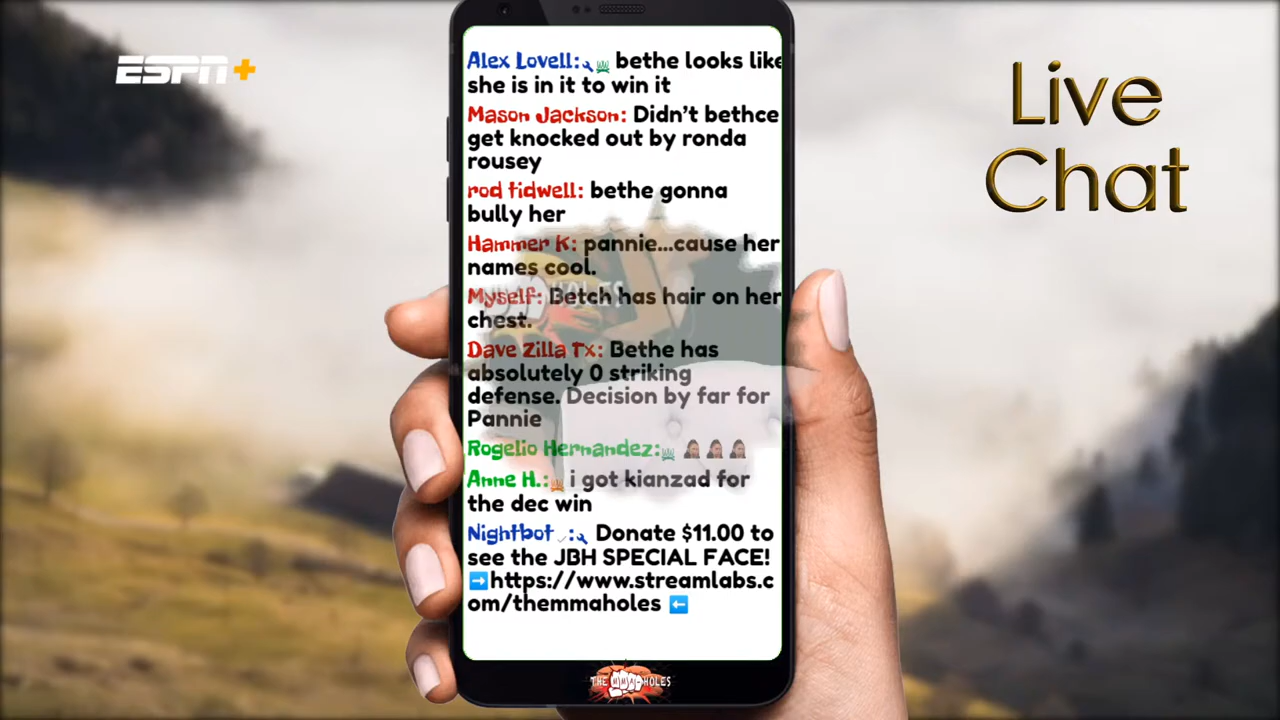 ESPN+
Live
Chat
Alex Lovell: bethe looks like
she is in it to win it
Mason Jackson: Didn't bethce
get knocked out by ronda
rousey
rod tidwell: bethe gonna
bully her
Hammer K: pannie...cause her
names cool.
Myself: Betch has hair on her
chest.
Dave Zilla Tx: Bethe has
absolutely 0 striking
defense. Decision by far for
Pannie
Rogelio Hernandez:
Anne H.: i got kianzad for
the dec win
Nightbot ✓: Donate $11.00 to
see the JBH SPECIAL FACE!
➡️https://www.streamlabs.c
om/themmaholes ⬅️
THE MMA-HOLES